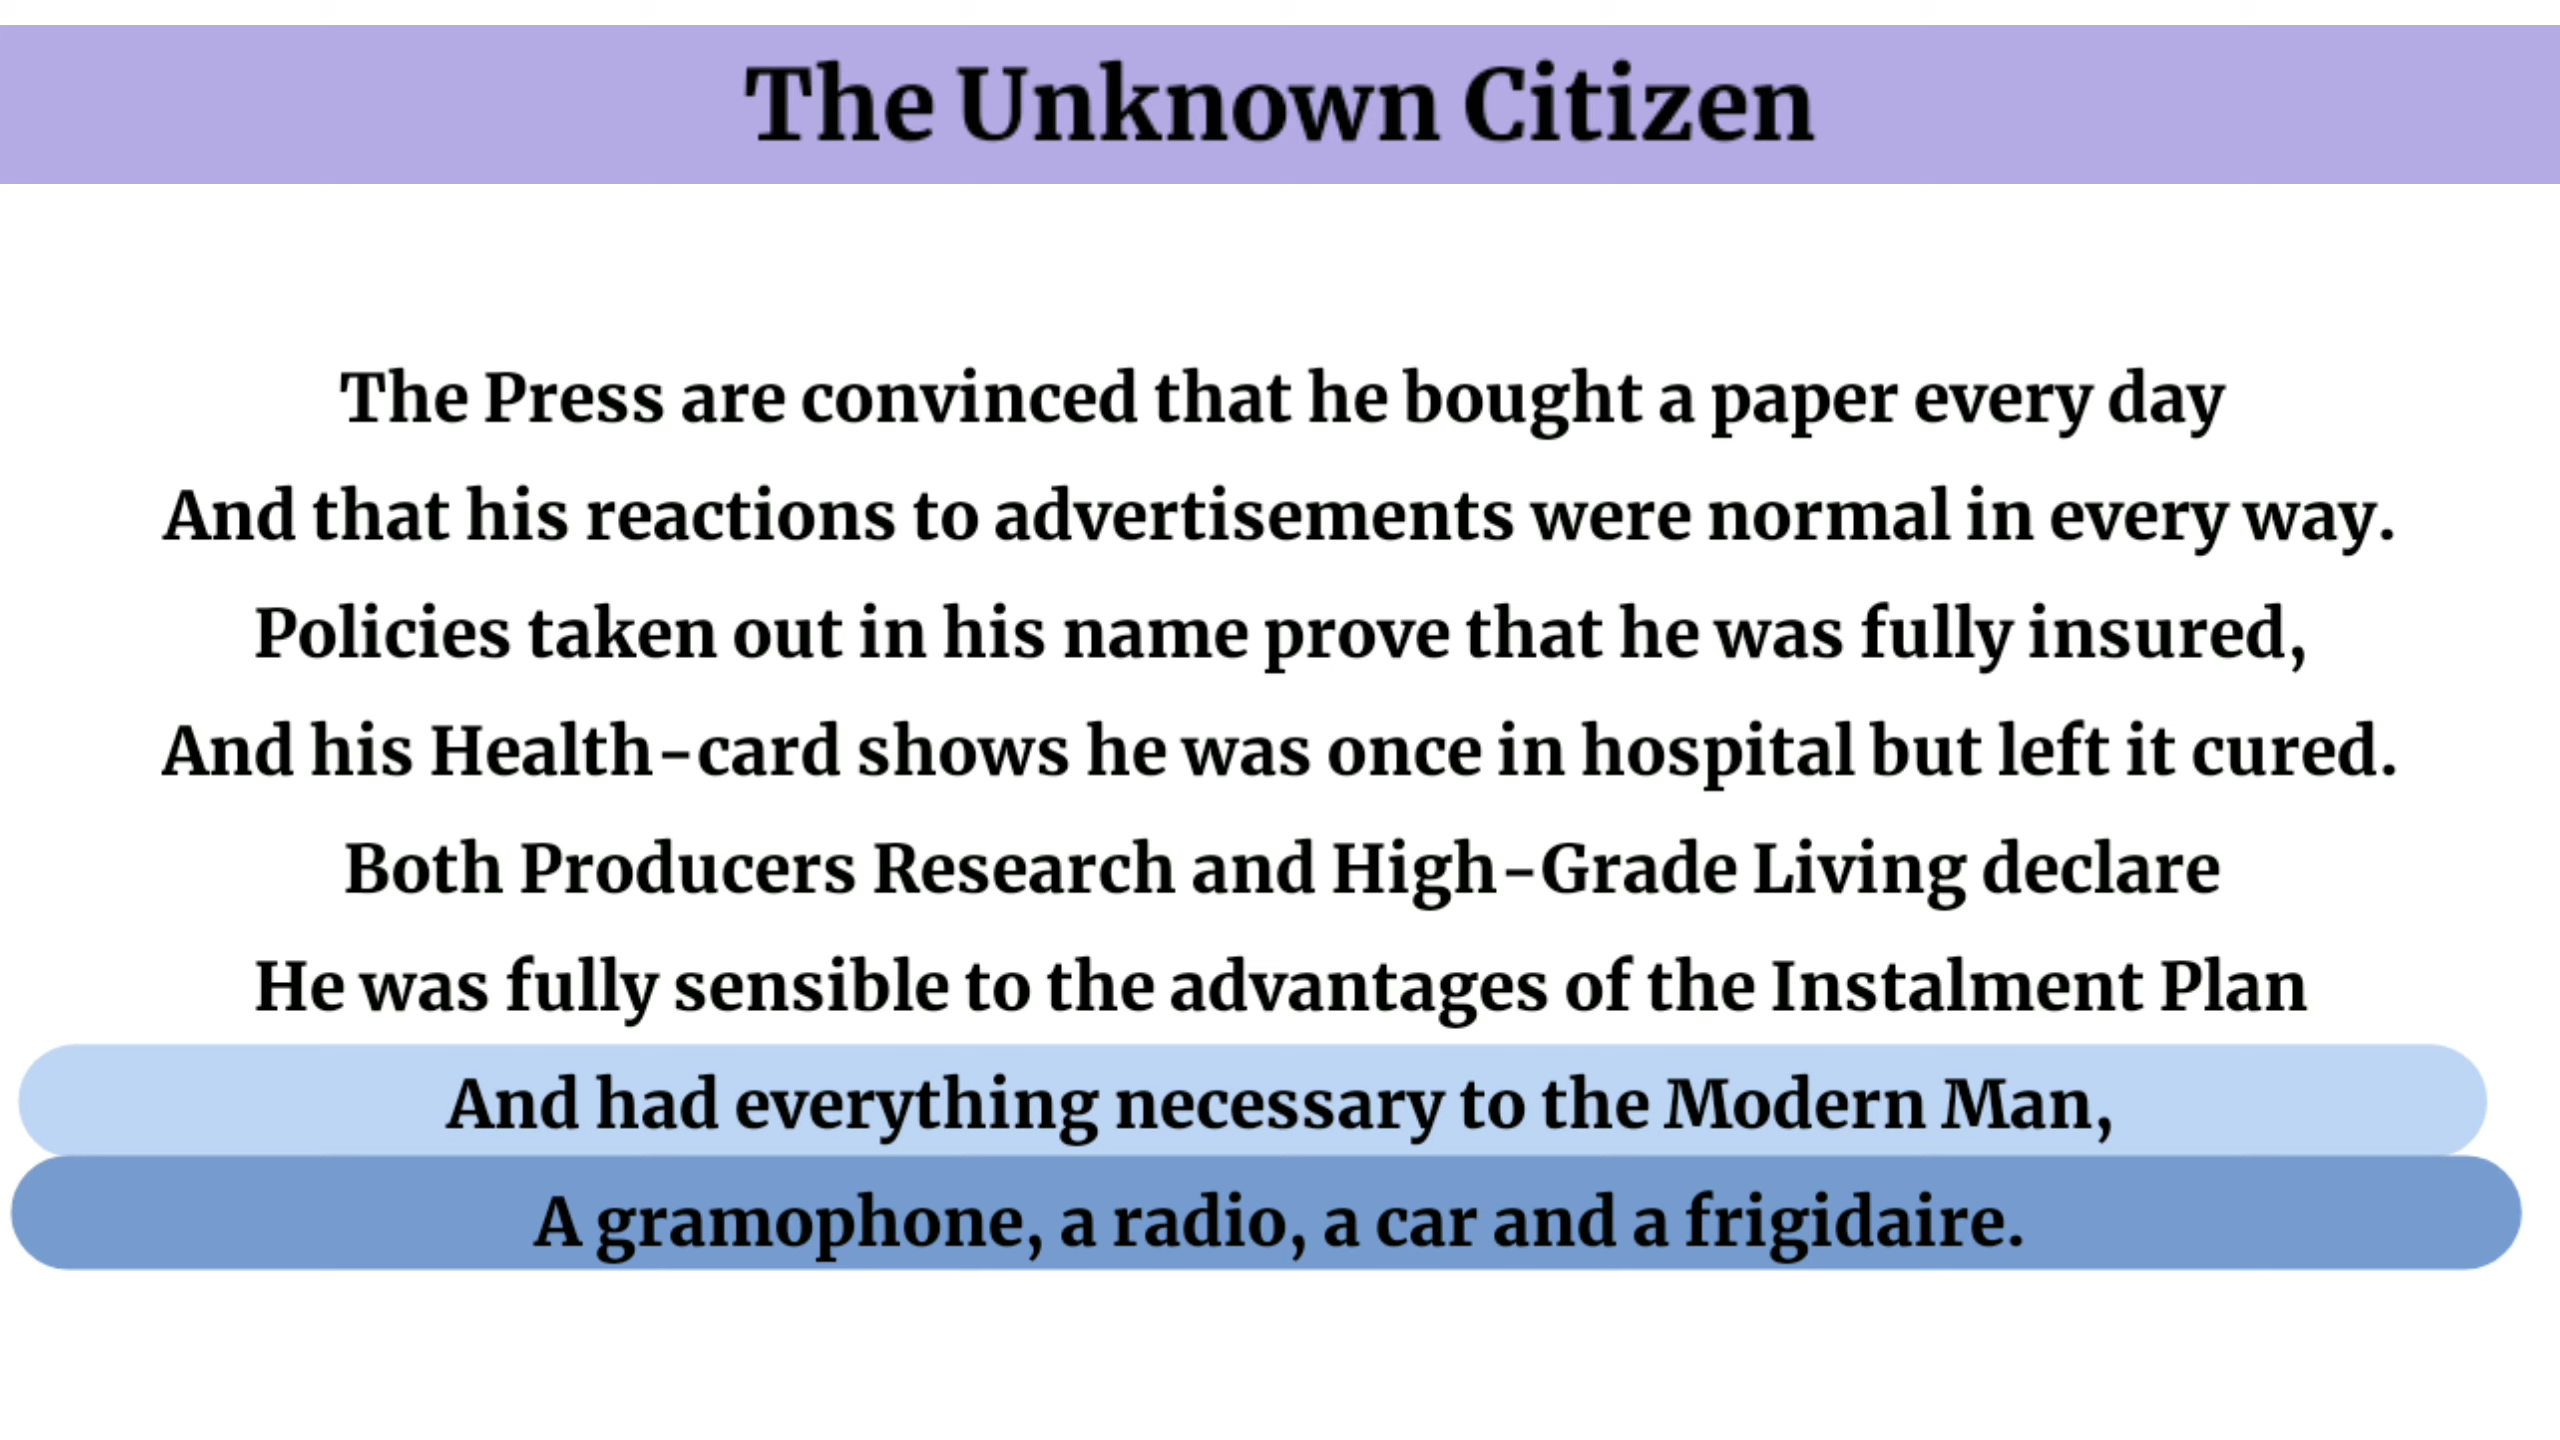 The Unknown Citizen
The Press are convinced that he bought a paper every day
And that his reactions to advertisements were normal in every way.
Policies taken out in his name prove that he was fully insured,
And his Health-card shows he was once in hospital but left it cured.
Both Producers Research and High-Grade Living declare
He was fully sensible to the advantages of the Instalment Plan
And had everything necessary to the Modern Man,
A gramophone, a radio, a car and a frigidaire.